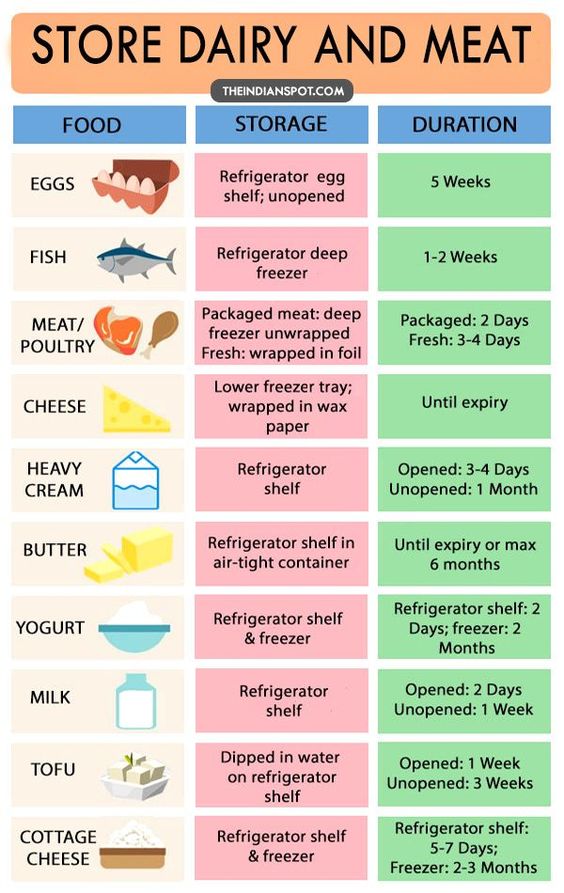 STORE DAIRY AND MEAT
THEINDIANSPOT.COM
FOOD
STORAGE
DURATION
EGGS
Refrigerator egg
shelf; unopened
5 Weeks
FISH
Refrigerator deep
freezer
1-2 Weeks
MEAT/
POULTRY
Packaged meat: deep
freezer unwrapped
Fresh: wrapped in foil
Packaged: 2 Days
Fresh: 3-4 Days
CHEESE
Lower freezer tray;
wrapped in wax
paper
Until expiry
HEAVY
CREAM
Refrigerator
shelf
Opened: 3-4 Days
Unopened: 1 Month
BUTTER
Refrigerator shelf in
air-tight container
Until expiry or max
6 months
YOGURT
Refrigerator shelf
& freezer
Refrigerator shelf: 2
Days; freezer: 2
Months
MILK
Refrigerator
shelf
Opened: 2 Days
Unopened: 1 Week
TOFU
Dipped in water
on refrigerator
shelf
Opened: 1 Week
Unopened: 3 Weeks
COTTAGE
CHEESE
Refrigerator shelf
& freezer
Refrigerator shelf:
5-7 Days;
Freezer: 2-3 Months